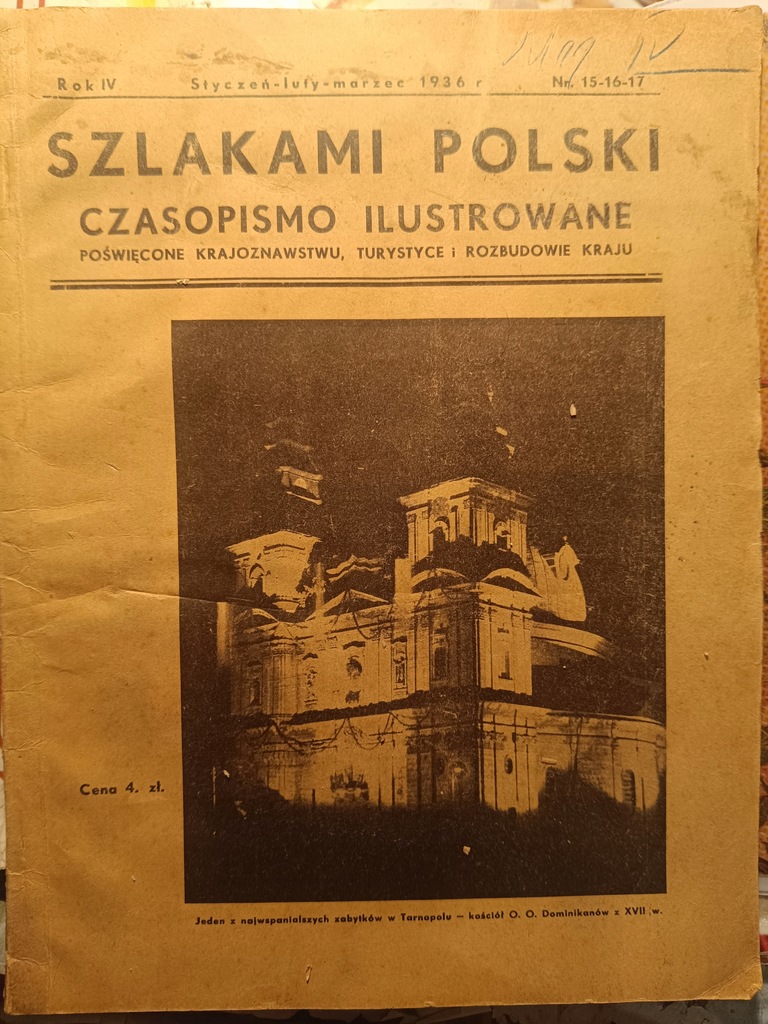 Rok IV Styczeń-luty-marzec 1936 r Nr. 15-16-17
SZLAKAMI POLSKI
CZASOPISMO ILUSTROWANE
POŚWIĘCONE KRAJOZNAWSTWU, TURYSTYCE i ROZBUDOWIE KRAJU
Cena 4. zł.
Jeden z najwspanialszych zabytków w Tarnopolu — kościół O. O. Dominikanów z XVII w.